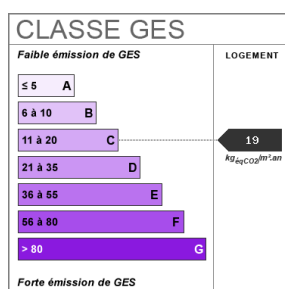 CLASSE GES
Faible émission de GES
LOGEMENT
≤ 5 A
6 à 10 B
11 à 20 C
19
kgéqCO2/m².an
21 à 35 D
36 à 55 E
56 à 80 F
> 80 G
Forte émission de GES